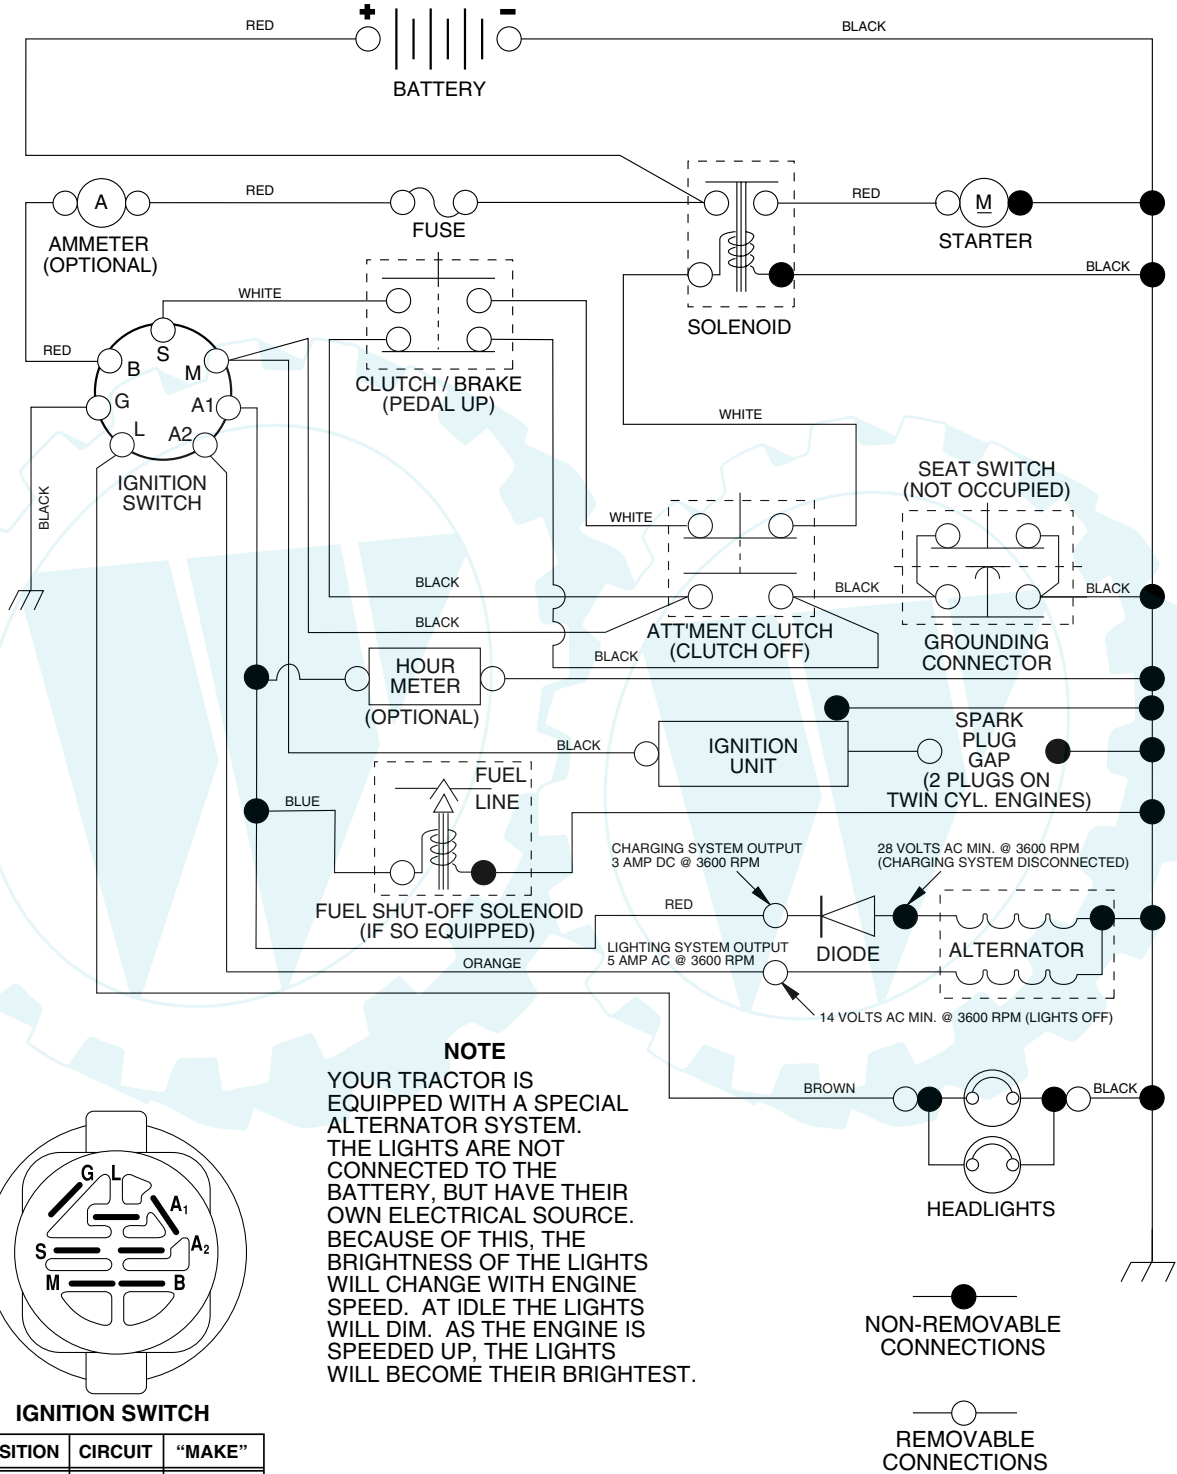 +
-
RED
BLACK
BATTERY
A
RED
FUSE
RED
M
STARTER
AMMETER
(OPTIONAL)
BLACK
WHITE
SOLENOID
RED
S
B
M
G
A1
L
A2
CLUTCH / BRAKE
(PEDAL UP)
WHITE
IGNITION
SWITCH
BLACK
SEAT SWITCH
(NOT OCCUPIED)
WHITE
BLACK
BLACK
BLACK
BLACK
ATT'MENT CLUTCH
(CLUTCH OFF)
GROUNDING
CONNECTOR
BLACK
HOUR
METER
(OPTIONAL)
BLACK
IGNITION
UNIT
SPARK
PLUG
GAP
(2 PLUGS ON
TWIN CYL. ENGINES)
FUEL
LINE
BLUE
FUEL SHUT-OFF SOLENOID
(IF SO EQUIPPED)
CHARGING SYSTEM OUTPUT
3 AMP DC @ 3600 RPM
28 VOLTS AC MIN. @ 3600 RPM
(CHARGING SYSTEM DISCONNECTED)
RED
DIODE
ALTERNATOR
LIGHTING SYSTEM OUTPUT
5 AMP AC @ 3600 RPM
ORANGE
14 VOLTS AC MIN. @ 3600 RPM (LIGHTS OFF)
NOTE
YOUR TRACTOR IS
EQUIPPED WITH A SPECIAL
ALTERNATOR SYSTEM.
THE LIGHTS ARE NOT
CONNECTED TO THE
BATTERY, BUT HAVE THEIR
OWN ELECTRICAL SOURCE.
BECAUSE OF THIS, THE
BRIGHTNESS OF THE LIGHTS
WILL CHANGE WITH ENGINE
SPEED. AT IDLE THE LIGHTS
WILL DIM. AS THE ENGINE IS
SPEEDED UP, THE LIGHTS
WILL BECOME THEIR BRIGHTEST.
BROWN
BLACK
HEADLIGHTS
G
L
A1
S
A2
M
B
IGNITION SWITCH
SITION CIRCUIT “MAKE”
NON-REMOVABLE
CONNECTIONS
REMOVABLE
CONNECTIONS